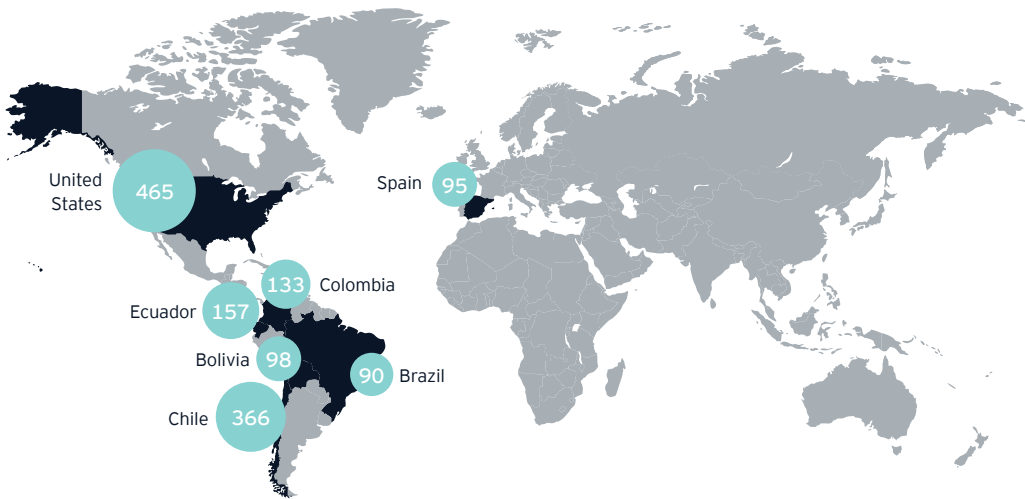 United
States
465
Spain
95
133
Colombia
Ecuador
157
Bolivia
98
90
Brazil
Chile
366